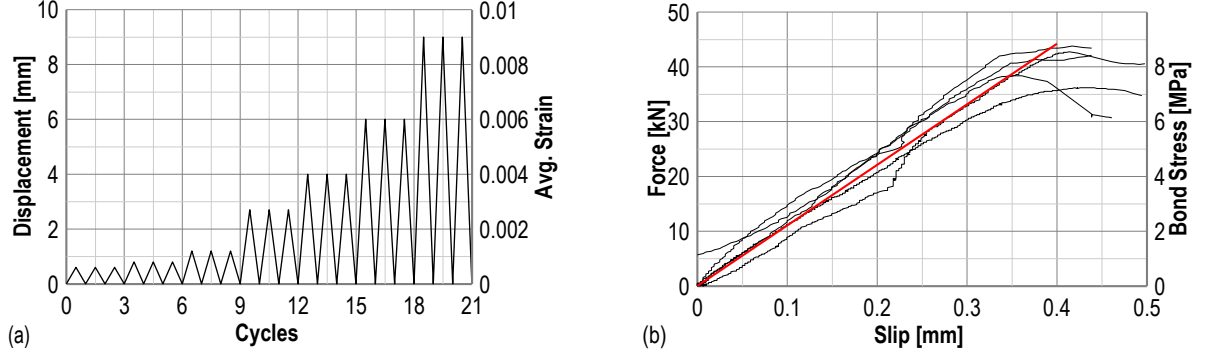 10
8
6
4
2
0
Displacement [mm]
0.01
0.008
0.006
0.004
0.002
0
Avg. Strain
0 3 6 9 12 15 18 21
Cycles
(a)
50
40
30
20
10
0
Force [kN]
8
6
4
2
0
Bond Stress [MPa]
0 0.1 0.2 0.3 0.4 0.5
Slip [mm]
(b)